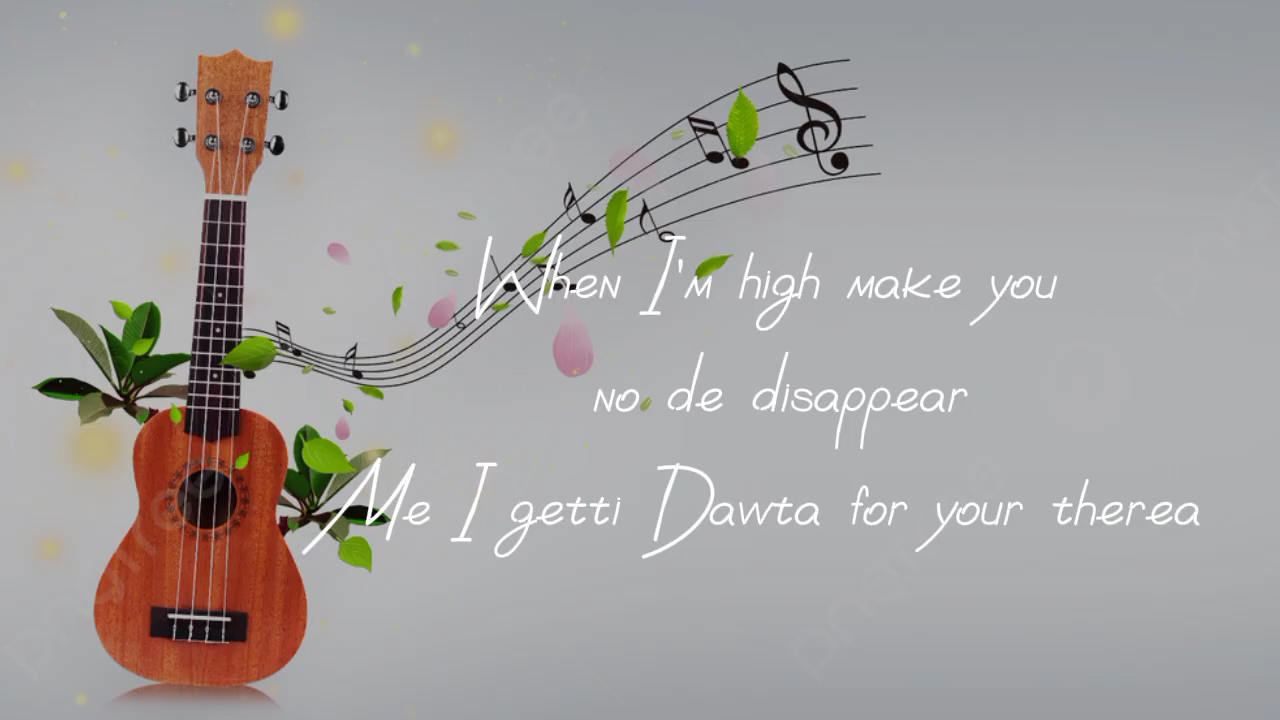 When I'm high make you
no de disappear
Me I getti Dawta for your therea